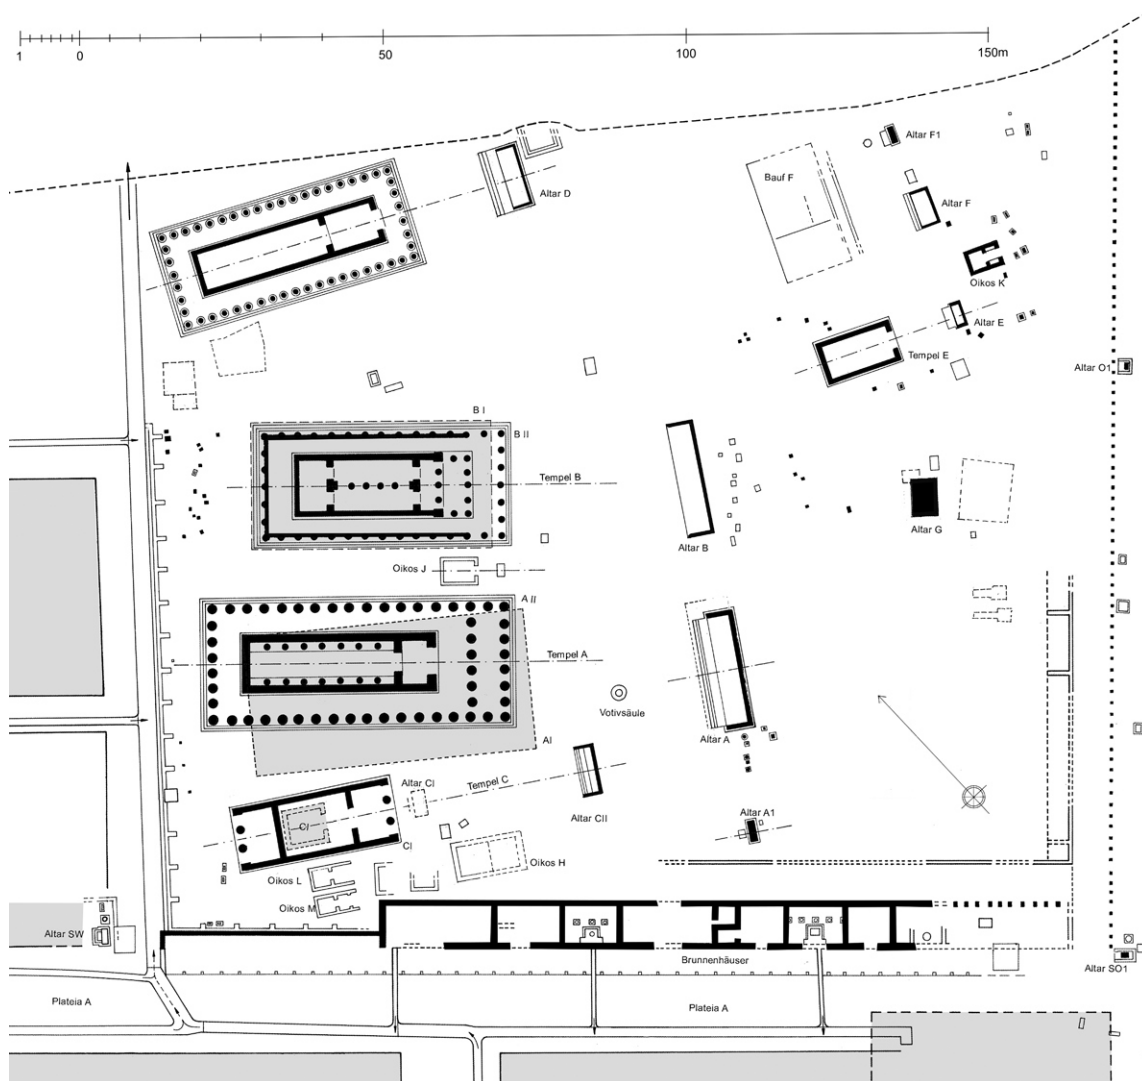 1 0 50 100 150m
Altar F1
Altar D
Bauf F
Altar F
Oikos K
Altar E
Tempel E
Altar O1
B I
B II
Tempel B
Altar G
Altar B
Oikos J
A II
Tempel A
Votivsäule
Altar A
AI
Altar CI
Tempel C
Altar CII
Altar A1
CI
CI
Oikos H
Oikos L
Oikos M
Altar SW
Brunnenhäuser
Altar SO1
Plateia A
Plateia A